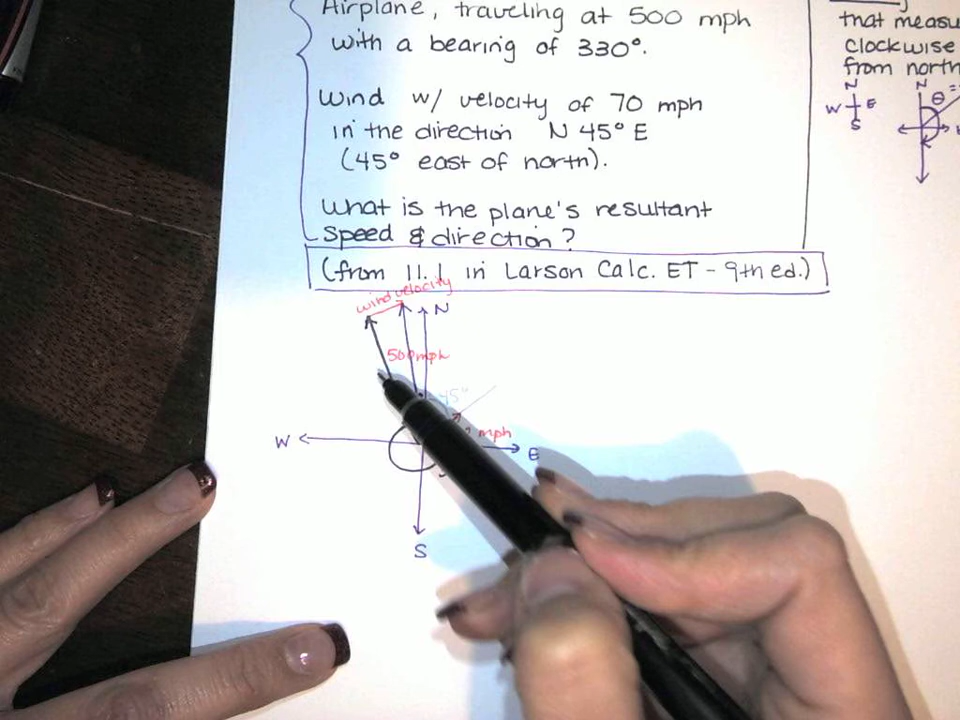 Airplane, traveling at 500 mph
with a bearing of 330°.
Wind w/ velocity of 70 mph
in the direction N 45° E
(45° east of north).
What is the plane's resultant
speed & direction?
(from 11.1 in Larson Calc. ET - 9th ed.)
that
clockwise
from north
N
W E
S
N
θ=
wind velocity
N
500 mph
45°
mph
W
E
S